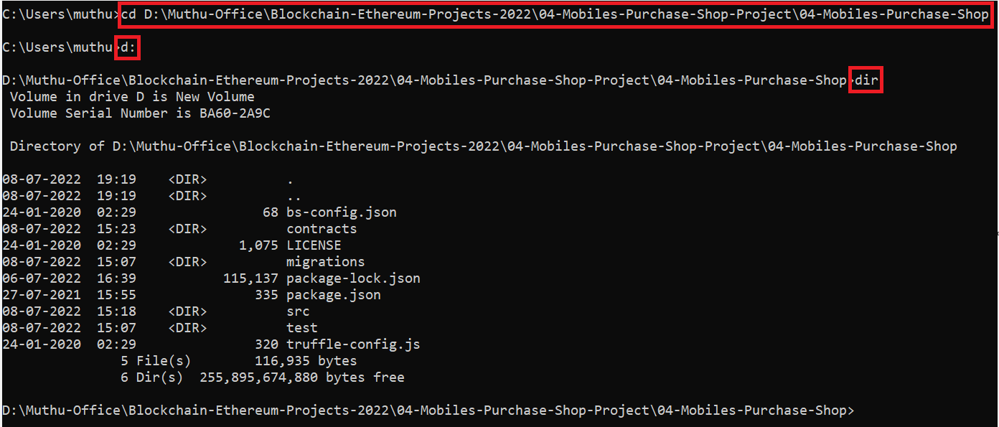 C:\Users\muthu>cd D:\Muthu-Office\Blockchain-Ethereum-Projects-2022\04-Mobiles-Purchase-Shop-Project\04-Mobiles-Purchase-Shop
C:\Users\muthu>d:
D:\Muthu-Office\Blockchain-Ethereum-Projects-2022\04-Mobiles-Purchase-Shop-Project\04-Mobiles-Purchase-Shop>dir
 Volume in drive D is New Volume
 Volume Serial Number is BA60-2A9C
 Directory of D:\Muthu-Office\Blockchain-Ethereum-Projects-2022\04-Mobiles-Purchase-Shop-Project\04-Mobiles-Purchase-Shop
08-07-2022  19:19    <DIR>          .
08-07-2022  19:19    <DIR>          ..
24-01-2020  02:29                68 bs-config.json
08-07-2022  15:23    <DIR>          contracts
24-01-2020  02:29             1,075 LICENSE
08-07-2022  15:07    <DIR>          migrations
06-07-2022  16:39           115,137 package-lock.json
27-07-2021  15:55               335 package.json
08-07-2022  15:18    <DIR>          src
08-07-2022  15:07    <DIR>          test
24-01-2020  02:29               320 truffle-config.js
               5 File(s)        116,935 bytes
               6 Dir(s)  255,895,674,880 bytes free
D:\Muthu-Office\Blockchain-Ethereum-Projects-2022\04-Mobiles-Purchase-Shop-Project\04-Mobiles-Purchase-Shop>